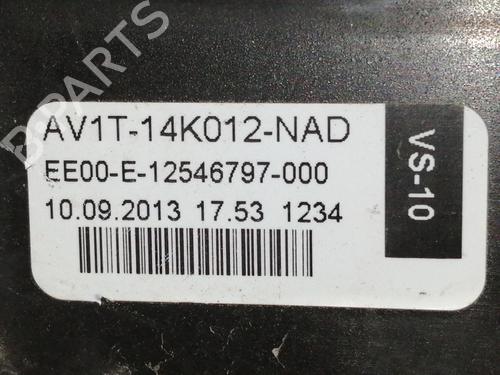 AV1T-14K012-NAD
EE00-E-12546797-000
10.09.2013 17.53 1234
VS-10
B-PARTS